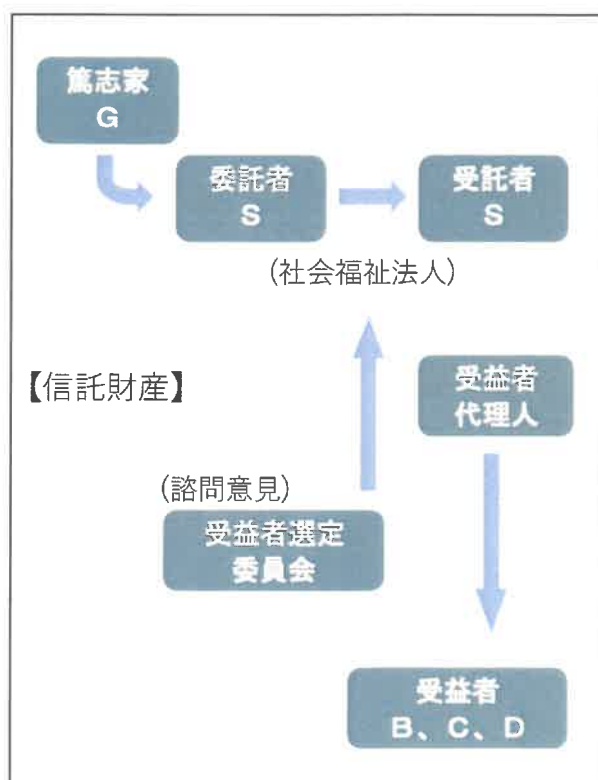 篤志家
G
委託者
S
受託者
S
(社会福祉法人)
【信託財産】
受益者
代理人
(諮問意見)
受益者選定
委員会
受益者
B、C、D